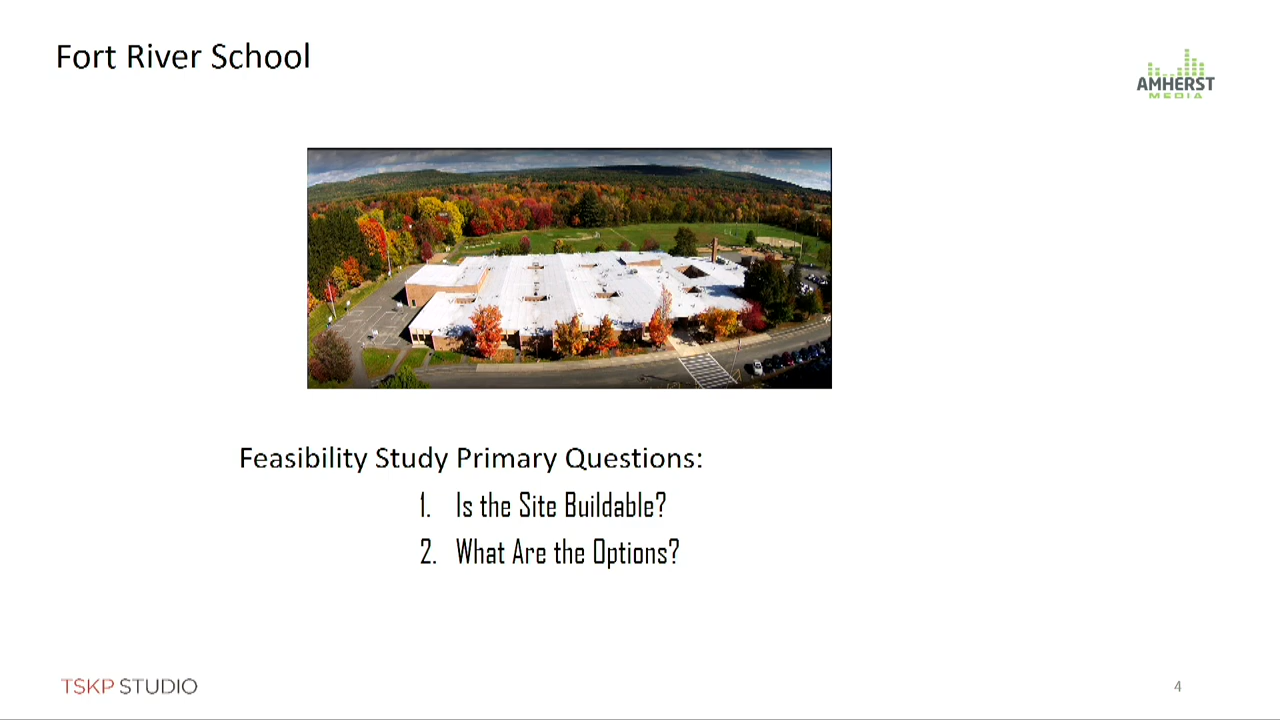 Fort River School
AMHERST
MEDIA
Feasibility Study Primary Questions:
1. Is the Site Buildable?
2. What Are the Options?
TSKP STUDIO
4